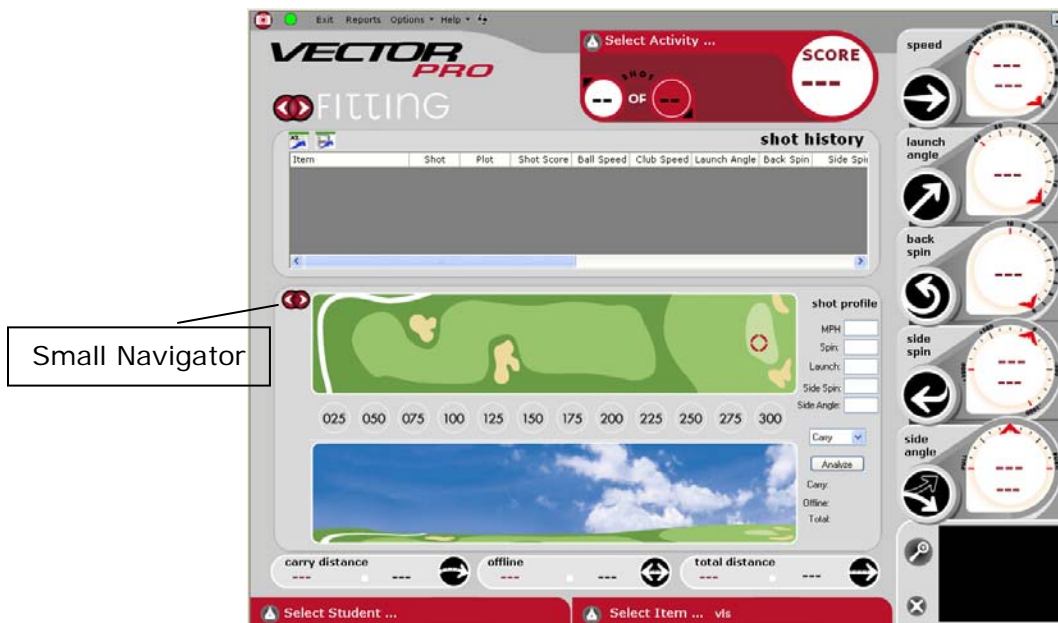 Exit Reports Options Help
VECTOR
PRO
FITTING
Select Activity ...
SHOT
-- OF --
SCORE
---
shot history
Item Shot Plot Shot Score Ball Speed Club Speed Launch Angle Back Spin Side Spin
Small Navigator
shot profile
MPH
Spin:
Launch:
Side Spin:
Side Angle:
025 050 075 100 125 150 175 200 225 250 275 300
Carry
Analyze
Carry:
Offline:
Total:
carry distance
--- ---
offline
--- ---
total distance
--- ---
Select Student ...
Select Item ... vis
speed
---
---
launch
angle
---
back
spin
---
side
spin
---
---
side
angle
---
---